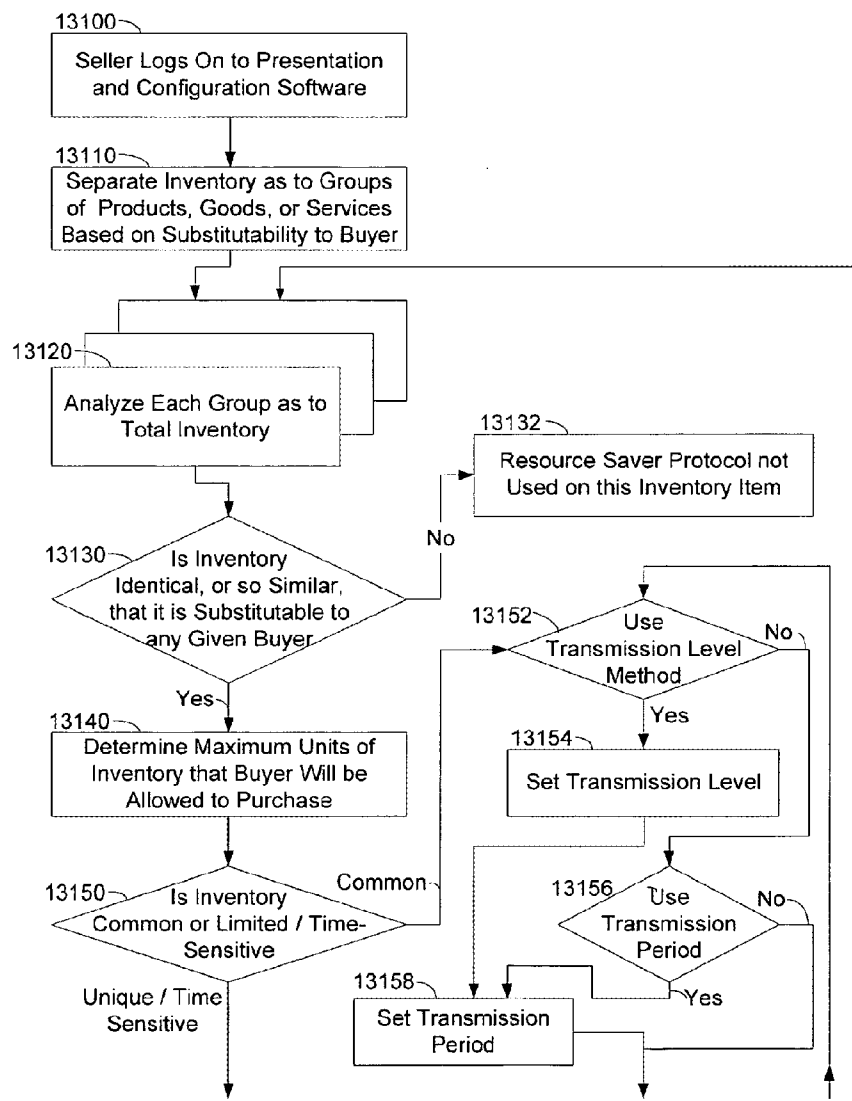 13100
Seller Logs On to Presentation
and Configuration Software
13110
Separate Inventory as to Groups
of Products, Goods, or Services
Based on Substitutability to Buyer
13120
Analyze Each Group as to
Total Inventory
13132
Resource Saver Protocol not
Used on this Inventory Item
No
13130
Is Inventory
Identical, or so Similar,
that it is Substitutable to
any Given Buyer
Yes
13152
Use
Transmission Level
Method
No
Yes
13140
Determine Maximum Units of
Inventory that Buyer Will be
Allowed to Purchase
13154
Set Transmission Level
13150
Is Inventory
Common or Limited / Time-
Sensitive
Common
13156
Use
Transmission
Period
No
Yes
Unique / Time
Sensitive
13158
Set Transmission
Period